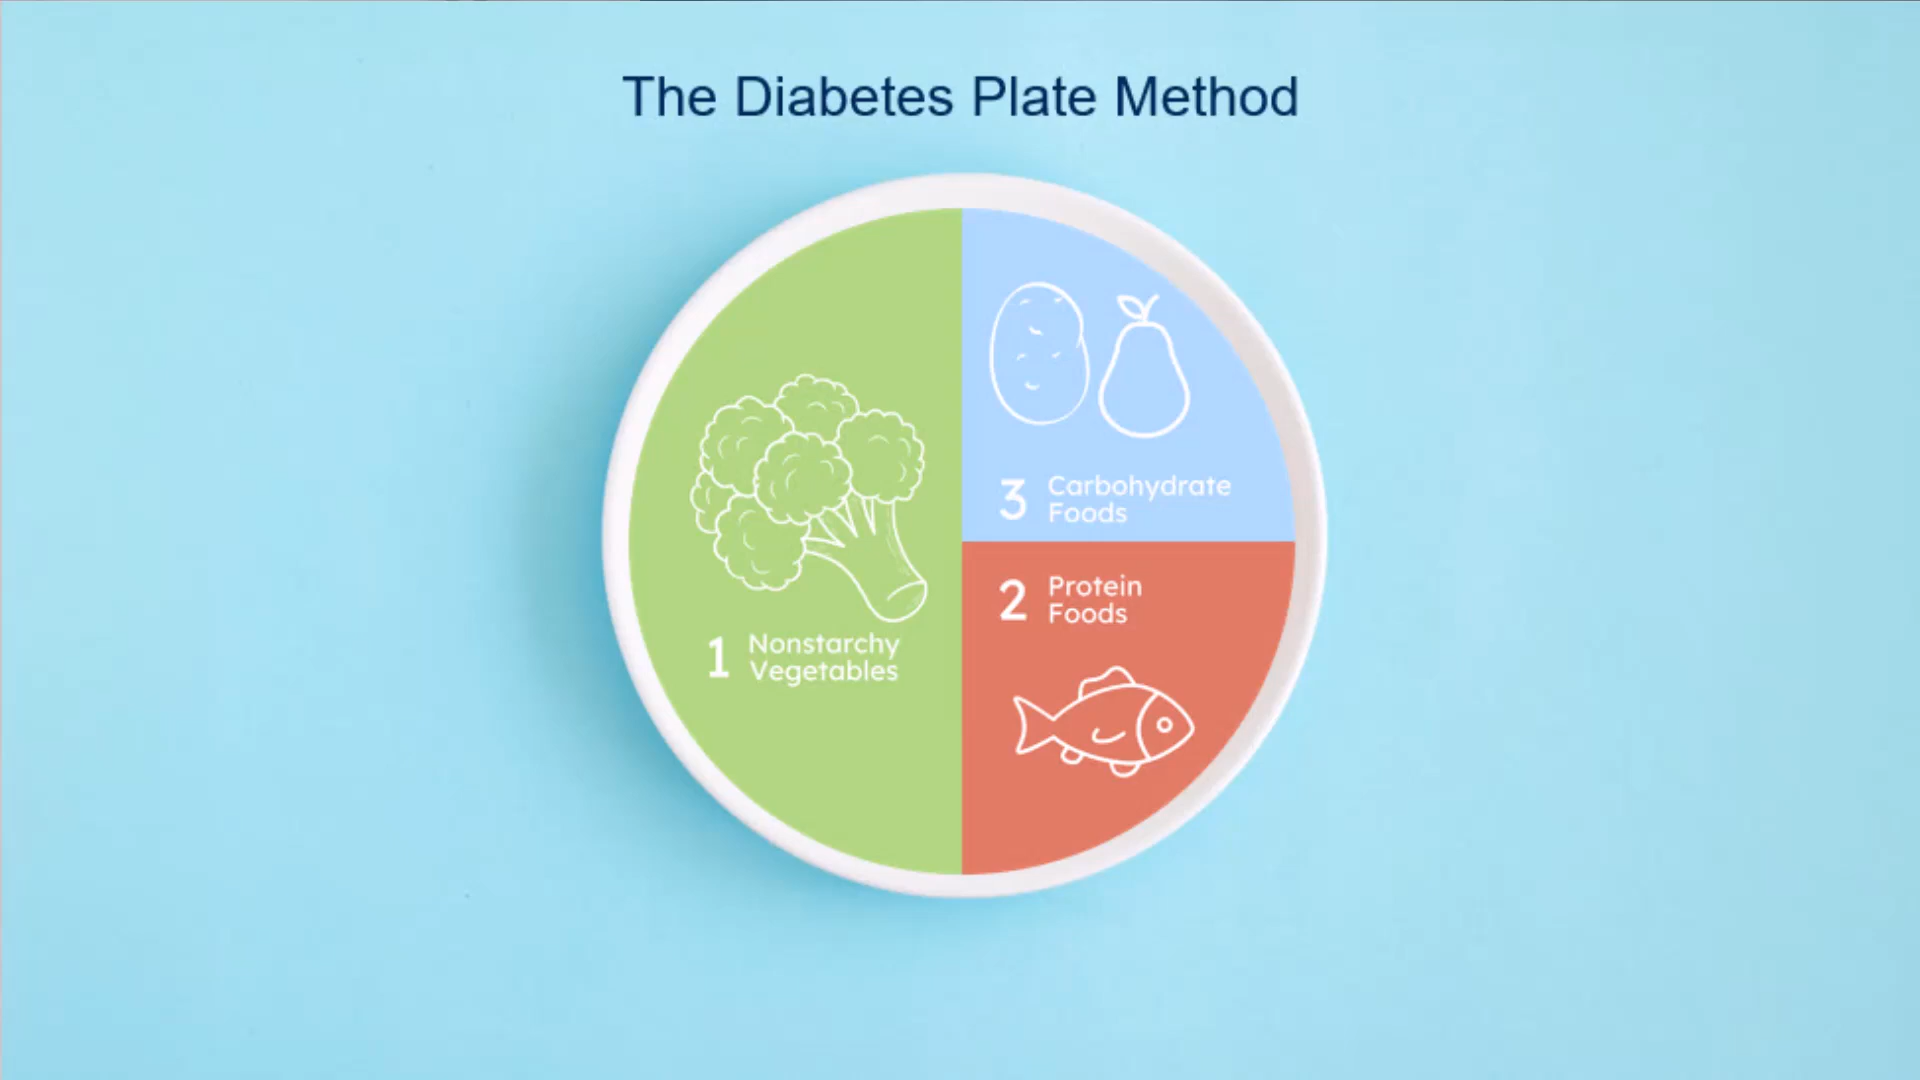 The Diabetes Plate Method
1 Nonstarchy
Vegetables
3 Carbohydrate
Foods
2 Protein
Foods